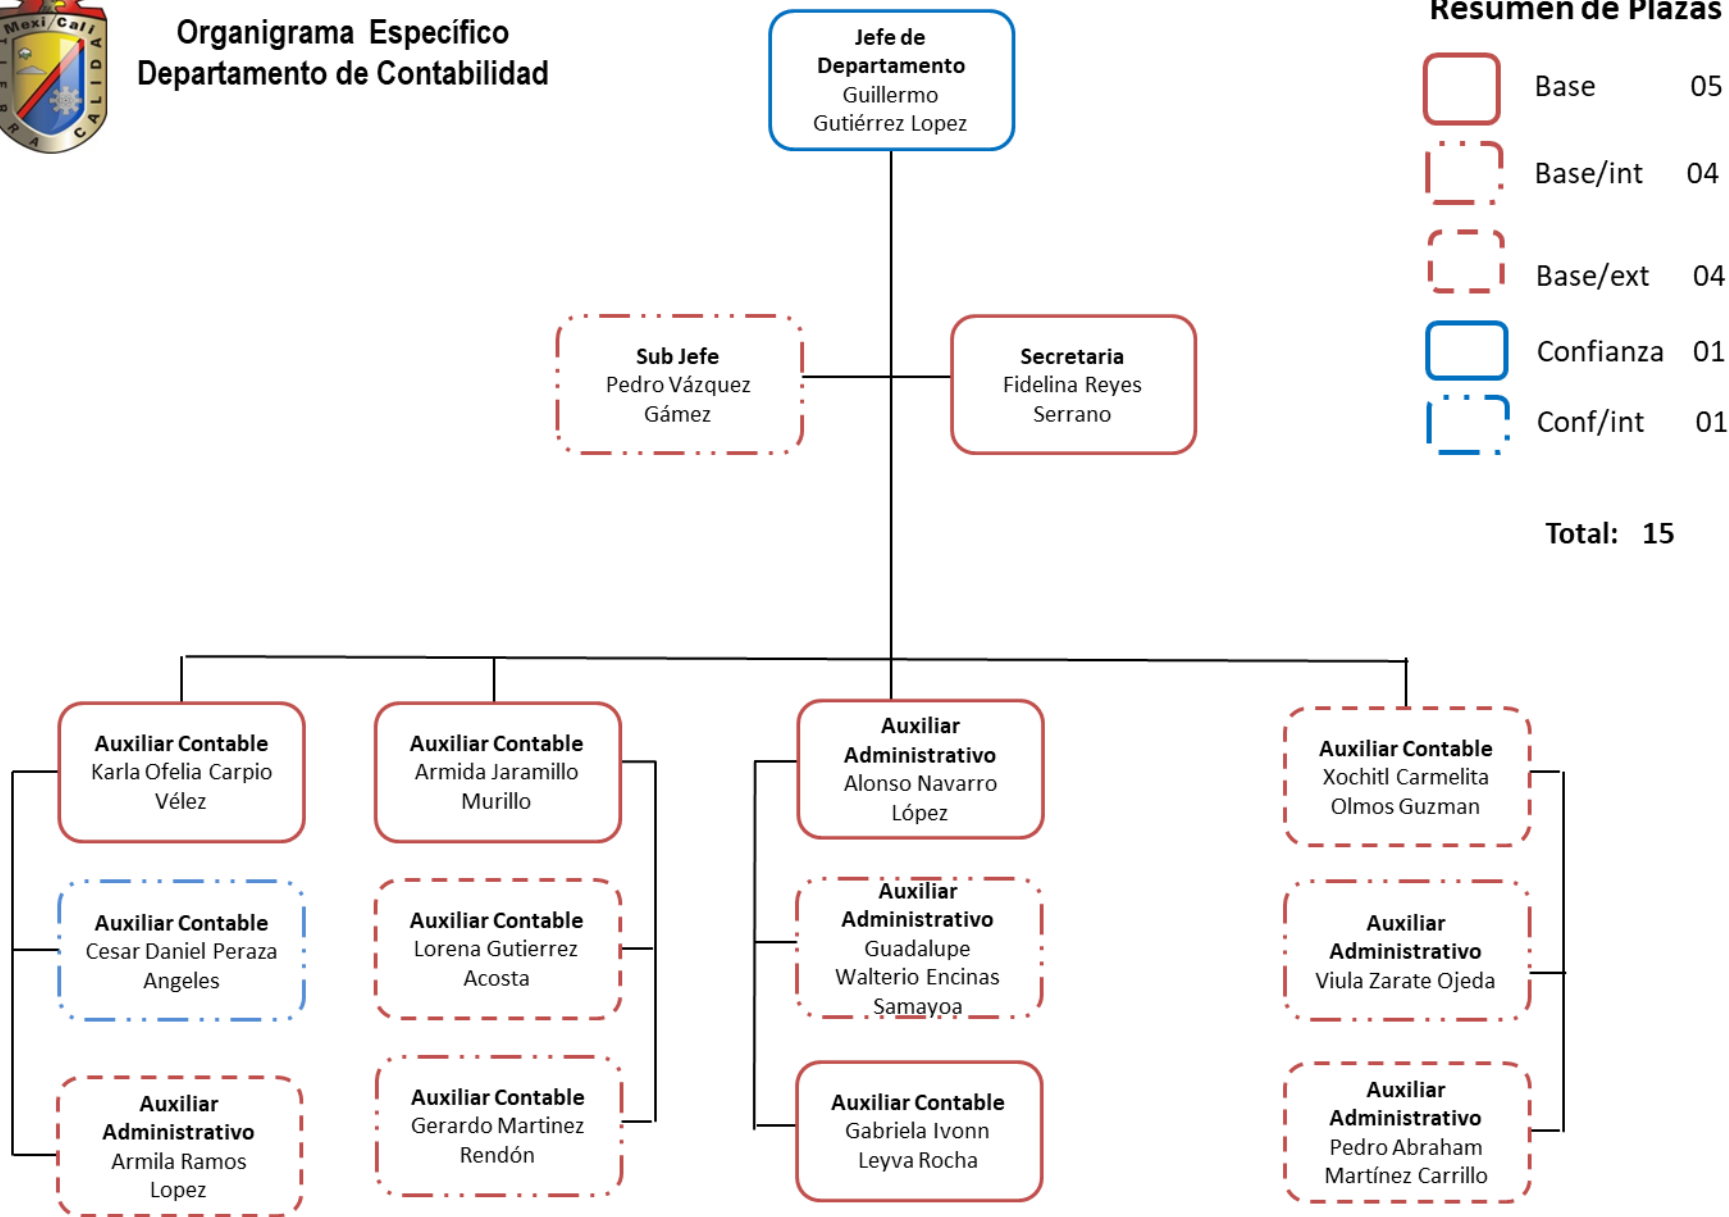 Mexi Cali
CALIDA
Organigrama Específico
Departamento de Contabilidad
Jefe de
Departamento
Guillermo
Gutiérrez Lopez
Resumen de Plazas
Base 05
Base/int 04
Base/ext 04
Confianza 01
Conf/int 01
Total: 15
Sub Jefe
Pedro Vázquez
Gámez
Secretaria
Fidelina Reyes
Serrano
Auxiliar Contable
Karla Ofelia Carpio
Vélez
Auxiliar Contable
Cesar Daniel Peraza
Angeles
Auxiliar
Administrativo
Armila Ramos
Lopez
Auxiliar Contable
Armida Jaramillo
Murillo
Auxiliar Contable
Lorena Gutierrez
Acosta
Auxiliar Contable
Gerardo Martinez
Rendón
Auxiliar
Administrativo
Alonso Navarro
López
Auxiliar
Administrativo
Guadalupe
Walterio Encinas
Samayoa
Auxiliar Contable
Gabriela Ivonn
Leyva Rocha
Auxiliar Contable
Xochitl Carmelita
Olmos Guzman
Auxiliar
Administrativo
Viula Zarate Ojeda
Auxiliar
Administrativo
Pedro Abraham
Martínez Carrillo